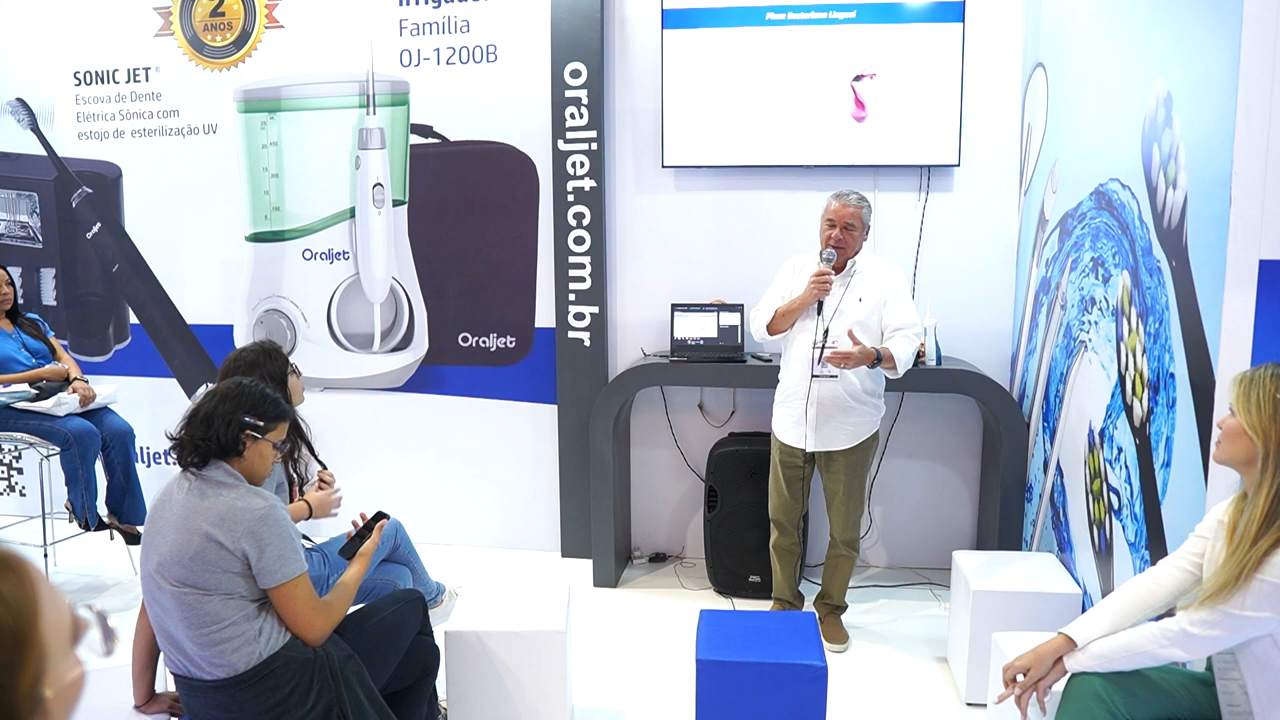 2
ANOS
Família
OJ-1200B
SONIC JET®
Escova de Dente
Elétrica Sônica com
estojo de esterilização UV
Oraljet
Oraljet
Oraljet
oraljet.com.br